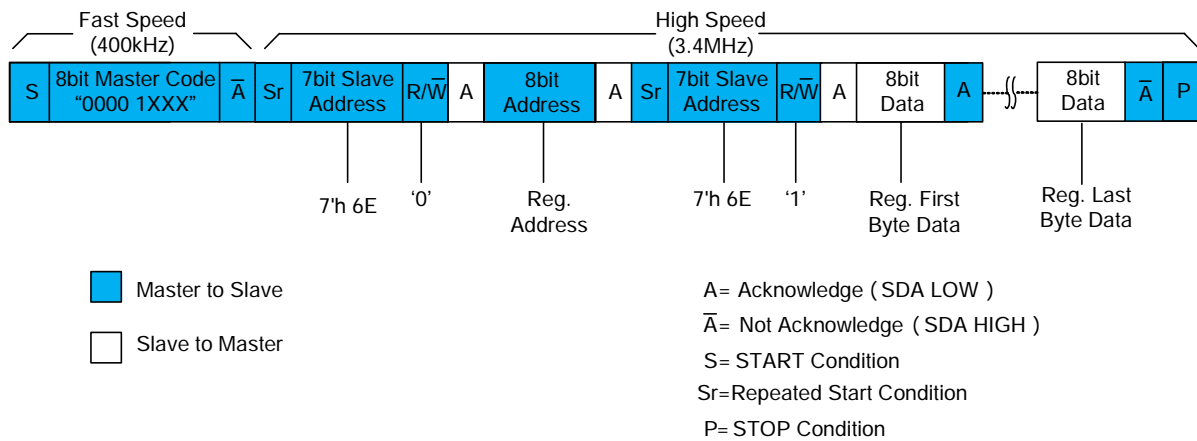 Fast Speed
(400kHz)
High Speed
(3.4MHz)
S
8bit Master Code
“0000 1XXX”
A̅
Sr
7bit Slave
Address
R/W̅
A
8bit
Address
A
Sr
7bit Slave
Address
R/W̅
A
8bit
Data
A
8bit
Data
A̅
P
7'h 6E
‘0’
Reg.
Address
7'h 6E
‘1’
Reg. First
Byte Data
Reg. Last
Byte Data
Master to Slave
Slave to Master
A= Acknowledge ( SDA LOW )
A̅= Not Acknowledge ( SDA HIGH )
S= START Condition
Sr=Repeated Start Condition
P= STOP Condition